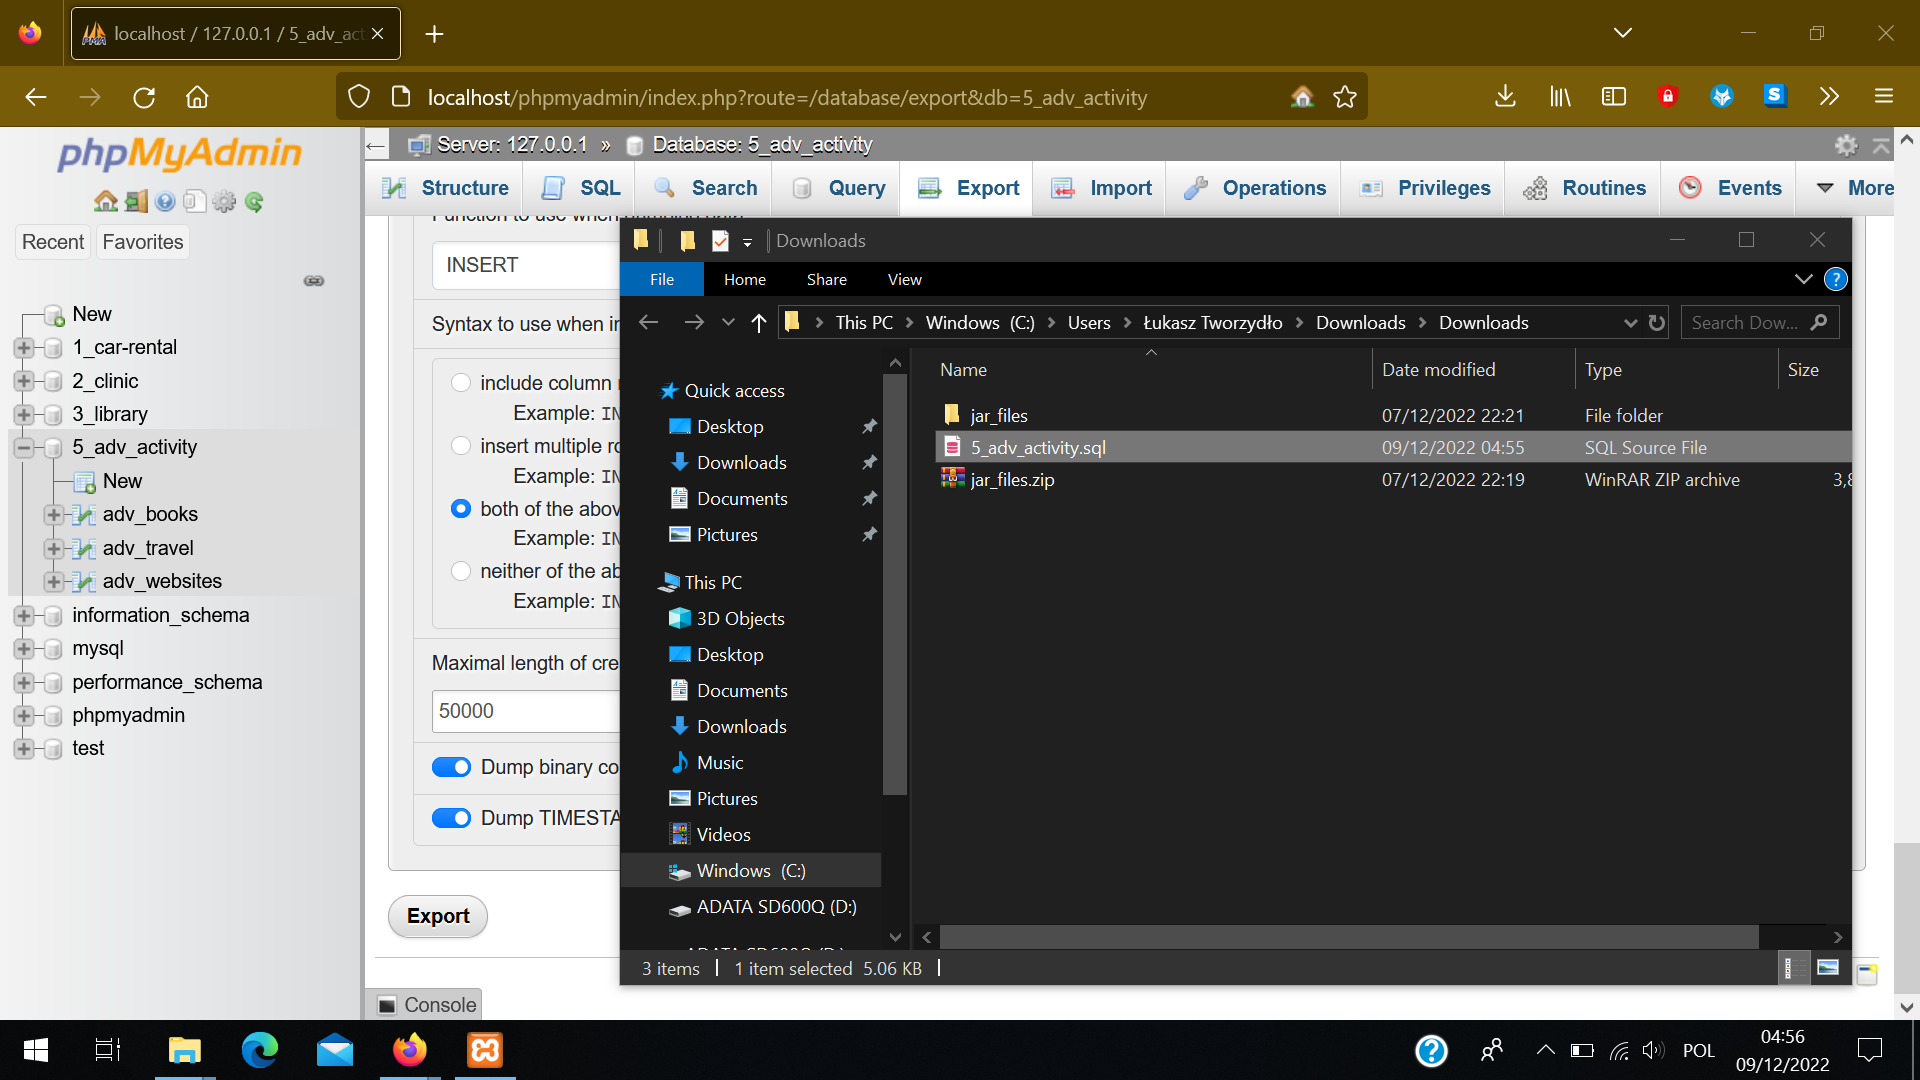 localhost / 127.0.0.1 / 5_adv_act
localhost/phpmyadmin/index.php?route=/database/export&db=5_adv_activity
phpMyAdmin
Recent
Favorites
New
1_car-rental
2_clinic
3_library
5_adv_activity
New
adv_books
adv_travel
adv_websites
information_schema
mysql
performance_schema
phpmyadmin
test
Server: 127.0.0.1 » Database: 5_adv_activity
Structure SQL Search Query Export Import Operations Privileges Routines Events More
Function to use when dumping data
INSERT
Syntax to use when in
include column
Example: IN
insert multiple ro
Example: IN
both of the abov
Example: IN
neither of the ab
Example: IN
Maximal length of cre
50000
Dump binary co
Dump TIMESTA
Export
Console
Downloads
File Home Share View
This PC Windows (C:) Users Łukasz Tworzydło Downloads Downloads
Search Dow...
Quick access
Desktop
Downloads
Documents
Pictures
This PC
3D Objects
Desktop
Documents
Downloads
Music
Pictures
Videos
Windows (C:)
ADATA SD600Q (D:)
Name Date modified Type Size
jar_files 07/12/2022 22:21 File folder
5_adv_activity.sql 09/12/2022 04:55 SQL Source File
jar_files.zip 07/12/2022 22:19 WinRAR ZIP archive 3,8
3 items 1 item selected 5.06 KB
POL
04:56
09/12/2022